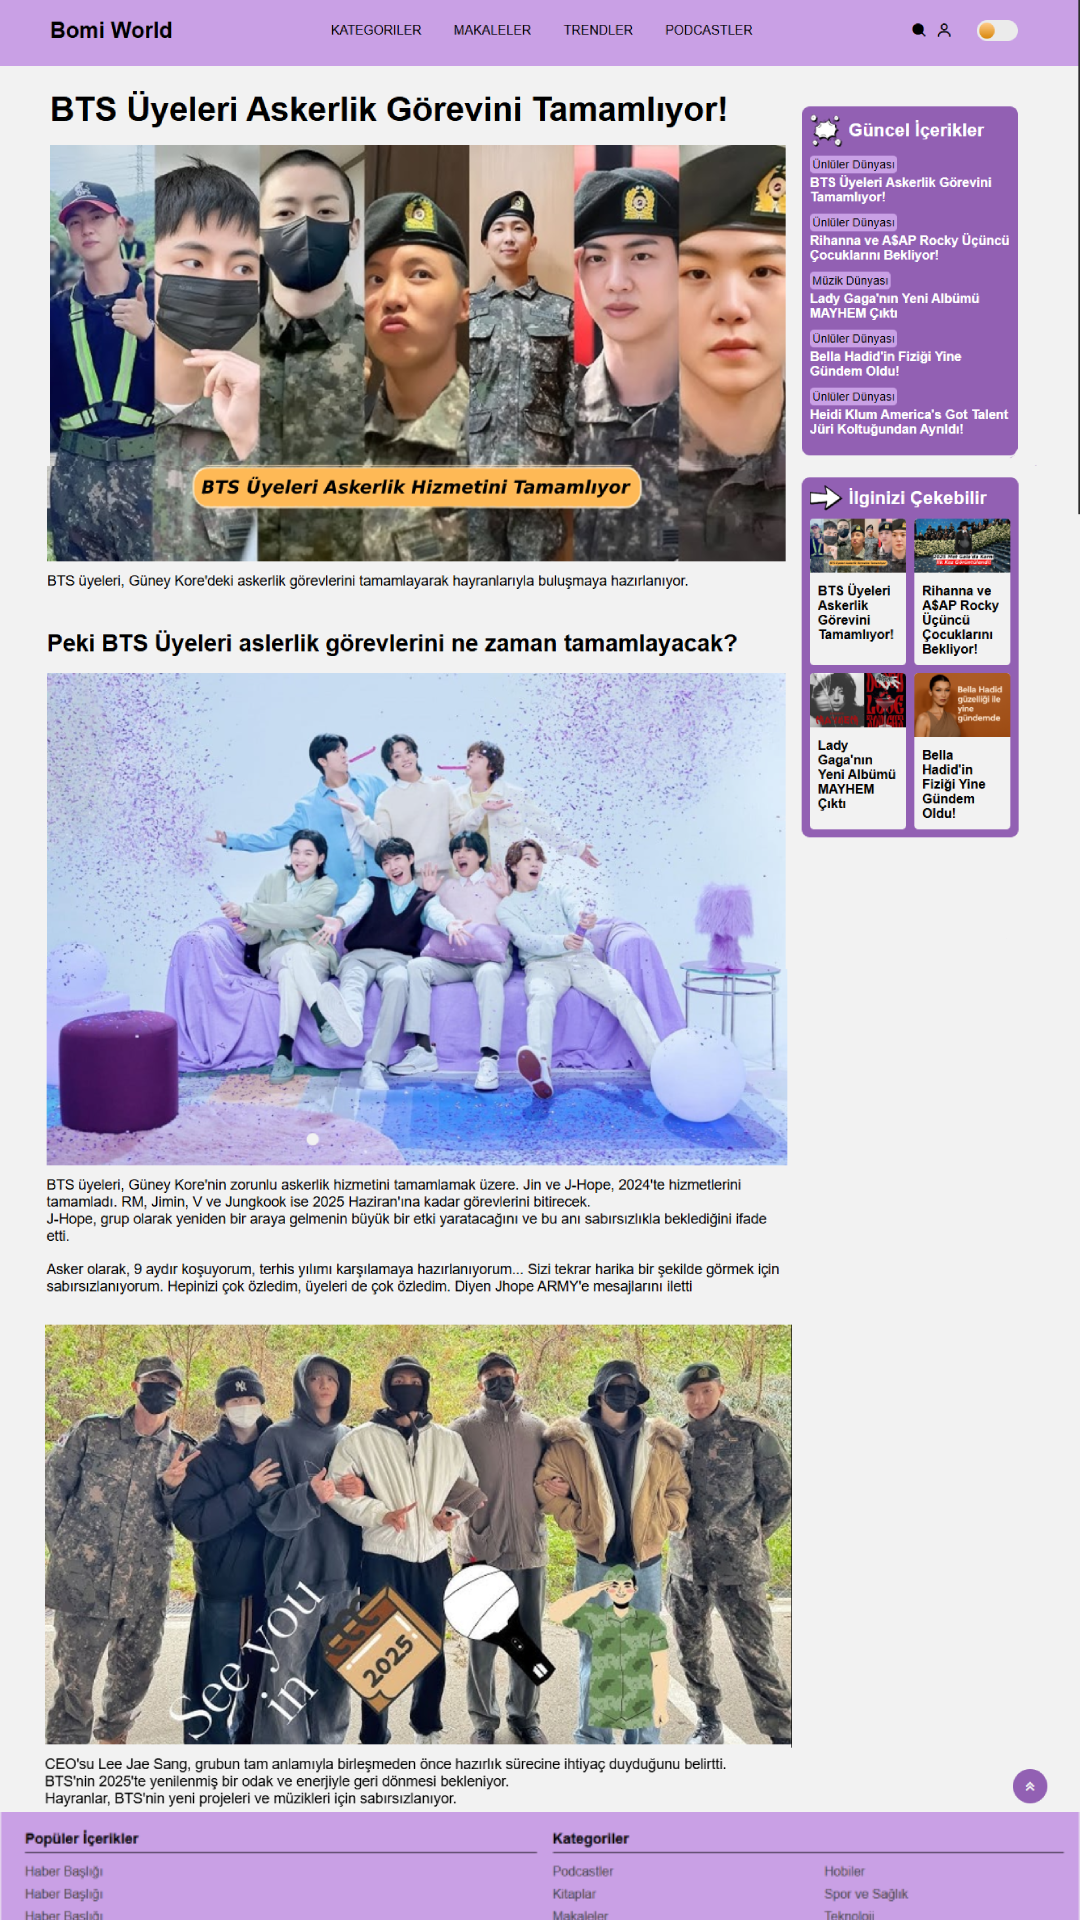 Bomi World
KATEGORILER
MAKALELER
TRENDLER
PODCASTLER
BTS Üyeleri Askerlik Görevini Tamamlıyor!
BTS Üyeleri Askerlik Hizmetini Tamamlıyor
BTS üyeleri, Güney Kore'deki askerlik görevlerini tamamlayarak hayranlarıyla buluşmaya hazırlanıyor.
Peki BTS Üyeleri aslerlik görevlerini ne zaman tamamlayacak?
BTS üyeleri, Güney Kore'nin zorunlu askerlik hizmetini tamamlamak üzere. Jin ve J-Hope, 2024'te hizmetlerini
tamamladı. RM, Jimin, V ve Jungkook ise 2025 Haziran'ına kadar görevlerini bitirecek.
J-Hope, grup olarak yeniden bir araya gelmenin büyük bir etki yaratacağını ve bu anı sabırsızlıkla beklediğini ifade
etti.
Asker olarak, 9 aydır koşuyorum, terhis yılımı karşılamaya hazırlanıyorum... Sizi tekrar harika bir şekilde görmek için
sabırsızlanıyorum. Hepinizi çok özledim, üyeleri de çok özledim. Diyen Jhope ARMY'e mesajlarını iletti
See you
in
2025
CEO'su Lee Jae Sang, grubun tam anlamıyla birleşmeden önce hazırlık sürecine ihtiyaç duyduğunu belirtti.
BTS'nin 2025'te yenilenmiş bir odak ve enerjiyle geri dönmesi bekleniyor.
Hayranlar, BTS'nin yeni projeleri ve müzikleri için sabırsızlanıyor.
Güncel İçerikler
Ünlüler Dünyası
BTS Üyeleri Askerlik Görevini
Tamamlıyor!
Ünlüler Dünyası
Rihanna ve A$AP Rocky Üçüncü
Çocuklarını Bekliyor!
Müzik Dünyası
Lady Gaga'nın Yeni Albümü
MAYHEM Çıktı
Ünlüler Dünyası
Bella Hadid'in Fiziği Yine
Gündem Oldu!
Ünlüler Dünyası
Heidi Klum America's Got Talent
Jüri Koltuğundan Ayrıldı!
İlginizi Çekebilir
BTS Üyeleri
Askerlik
Görevini
Tamamlıyor!
Rihanna ve
A$AP Rocky
Üçüncü
Çocuklarını
Bekliyor!
Lady
Gaga'nın
Yeni Albümü
MAYHEM
Çıktı
Bella Hadid
güzelliği ile
yine
gündemde
Bella
Hadid'in
Fiziği Yine
Gündem
Oldu!
Popüler İçerikler
Haber Başlığı
Haber Başlığı
Haber Başlığı
Kategoriler
Podcastler
Kitaplar
Makaleler
Hobiler
Spor ve Sağlık
Teknoloji